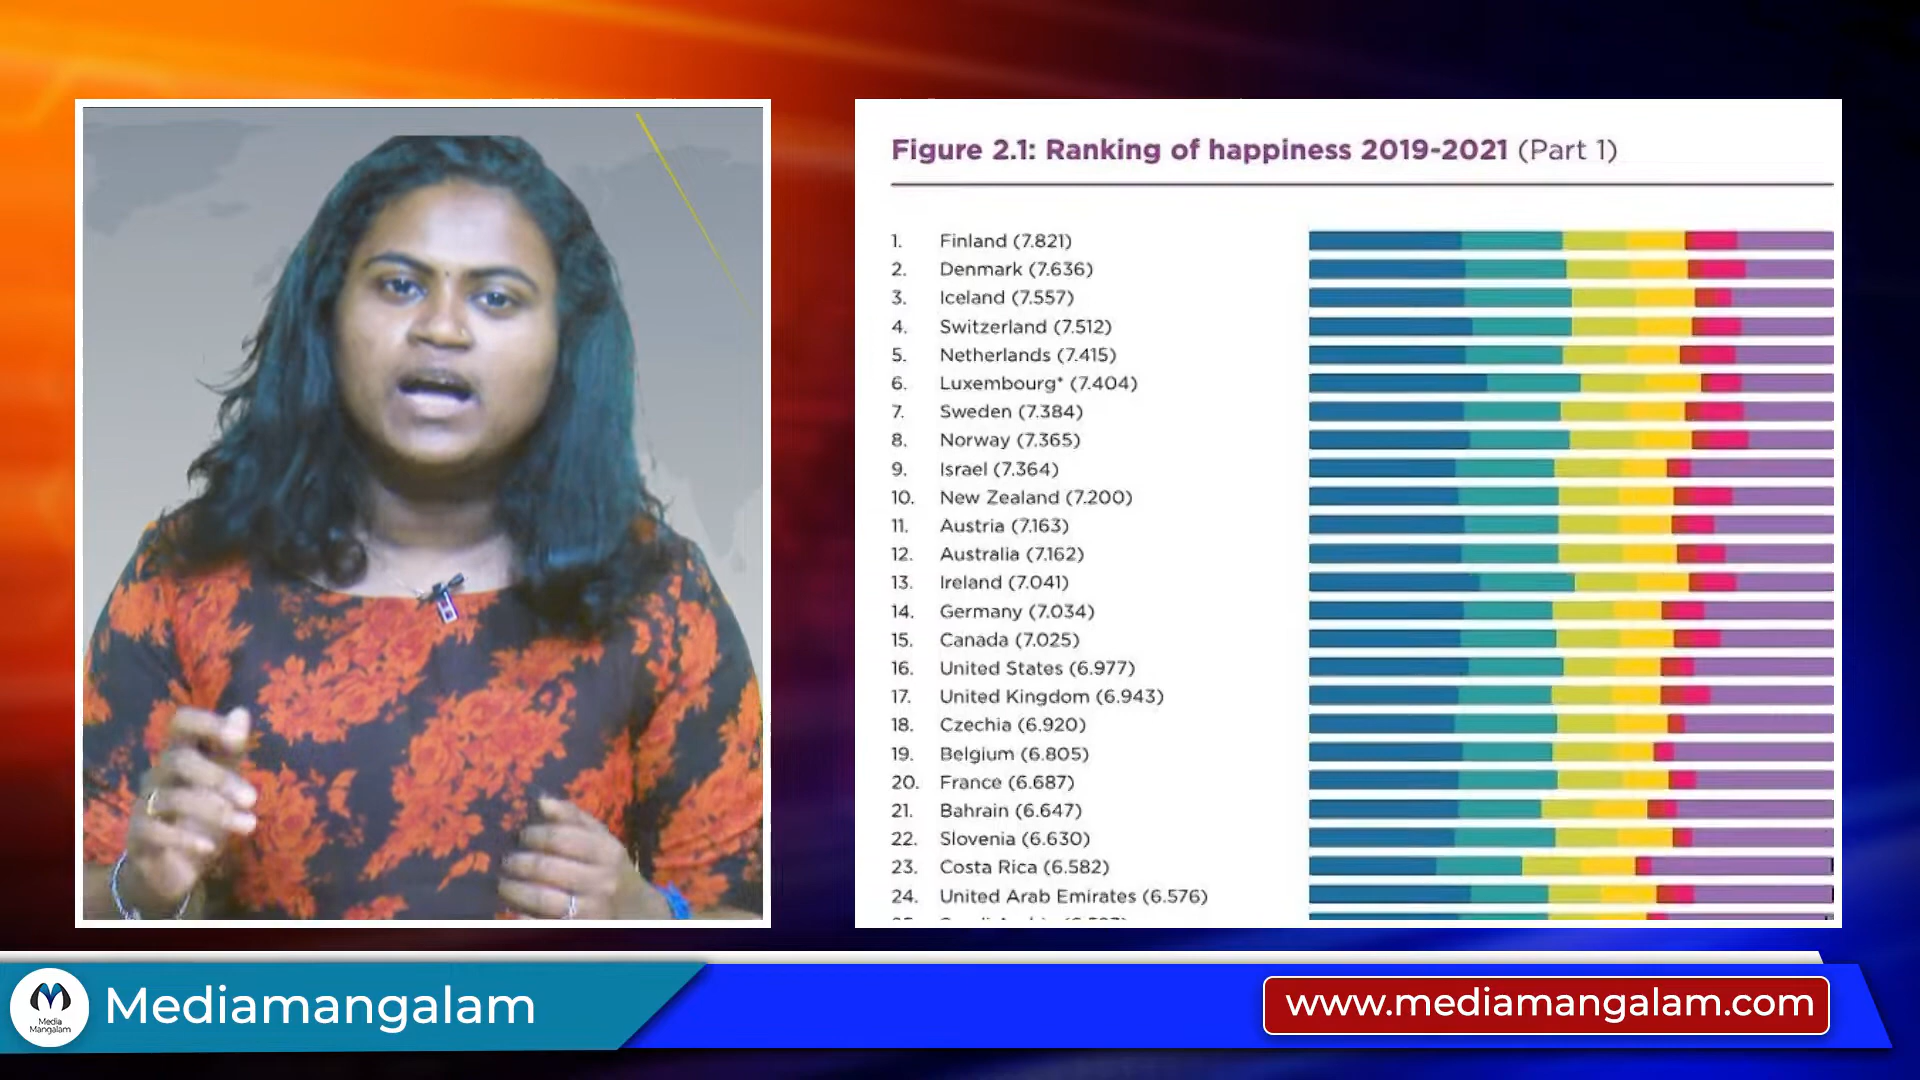 Figure 2.1: Ranking of happiness 2019-2021 (Part 1)
1. Finland (7.821)
2. Denmark (7.636)
3. Iceland (7.557)
4. Switzerland (7.512)
5. Netherlands (7.415)
6. Luxembourg* (7.404)
7. Sweden (7.384)
8. Norway (7.365)
9. Israel (7.364)
10. New Zealand (7.200)
11. Austria (7.163)
12. Australia (7.162)
13. Ireland (7.041)
14. Germany (7.034)
15. Canada (7.025)
16. United States (6.977)
17. United Kingdom (6.943)
18. Czechia (6.920)
19. Belgium (6.805)
20. France (6.687)
21. Bahrain (6.647)
22. Slovenia (6.630)
23. Costa Rica (6.582)
24. United Arab Emirates (6.576)
Media
Mangalam
Mediamangalam
www.mediamangalam.com